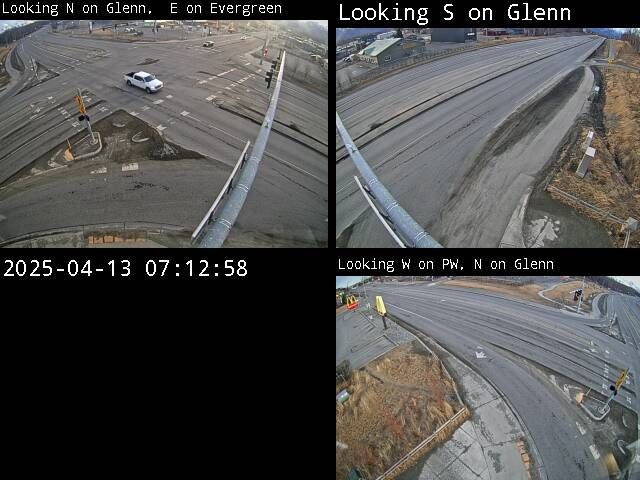 Looking N on Glenn,  E on Evergreen
Looking S on Glenn
2025-04-13 07:12:58
Looking W on PW, N on Glenn